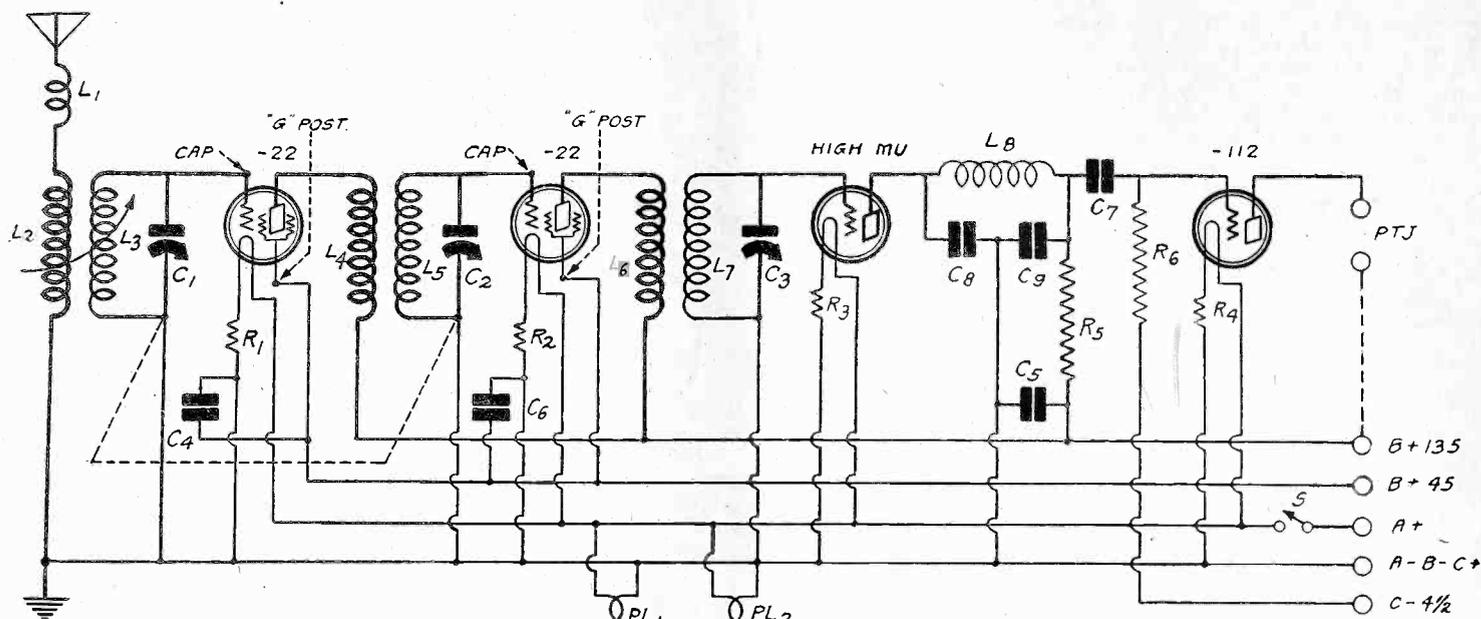 L1
"G" POST.
"G" POST
CAP
-22
CAP
-22
HIGH MU
L8
-112
L2
L3
C1
L4
L5
C2
L6
L7
C3
C8
C9
C7
R6
PTJ
R1
R2
R3
R5
R4
C4
C6
C5
B+135
B+45
S
A+
A-B-C+
C-4½
PL1
PL2